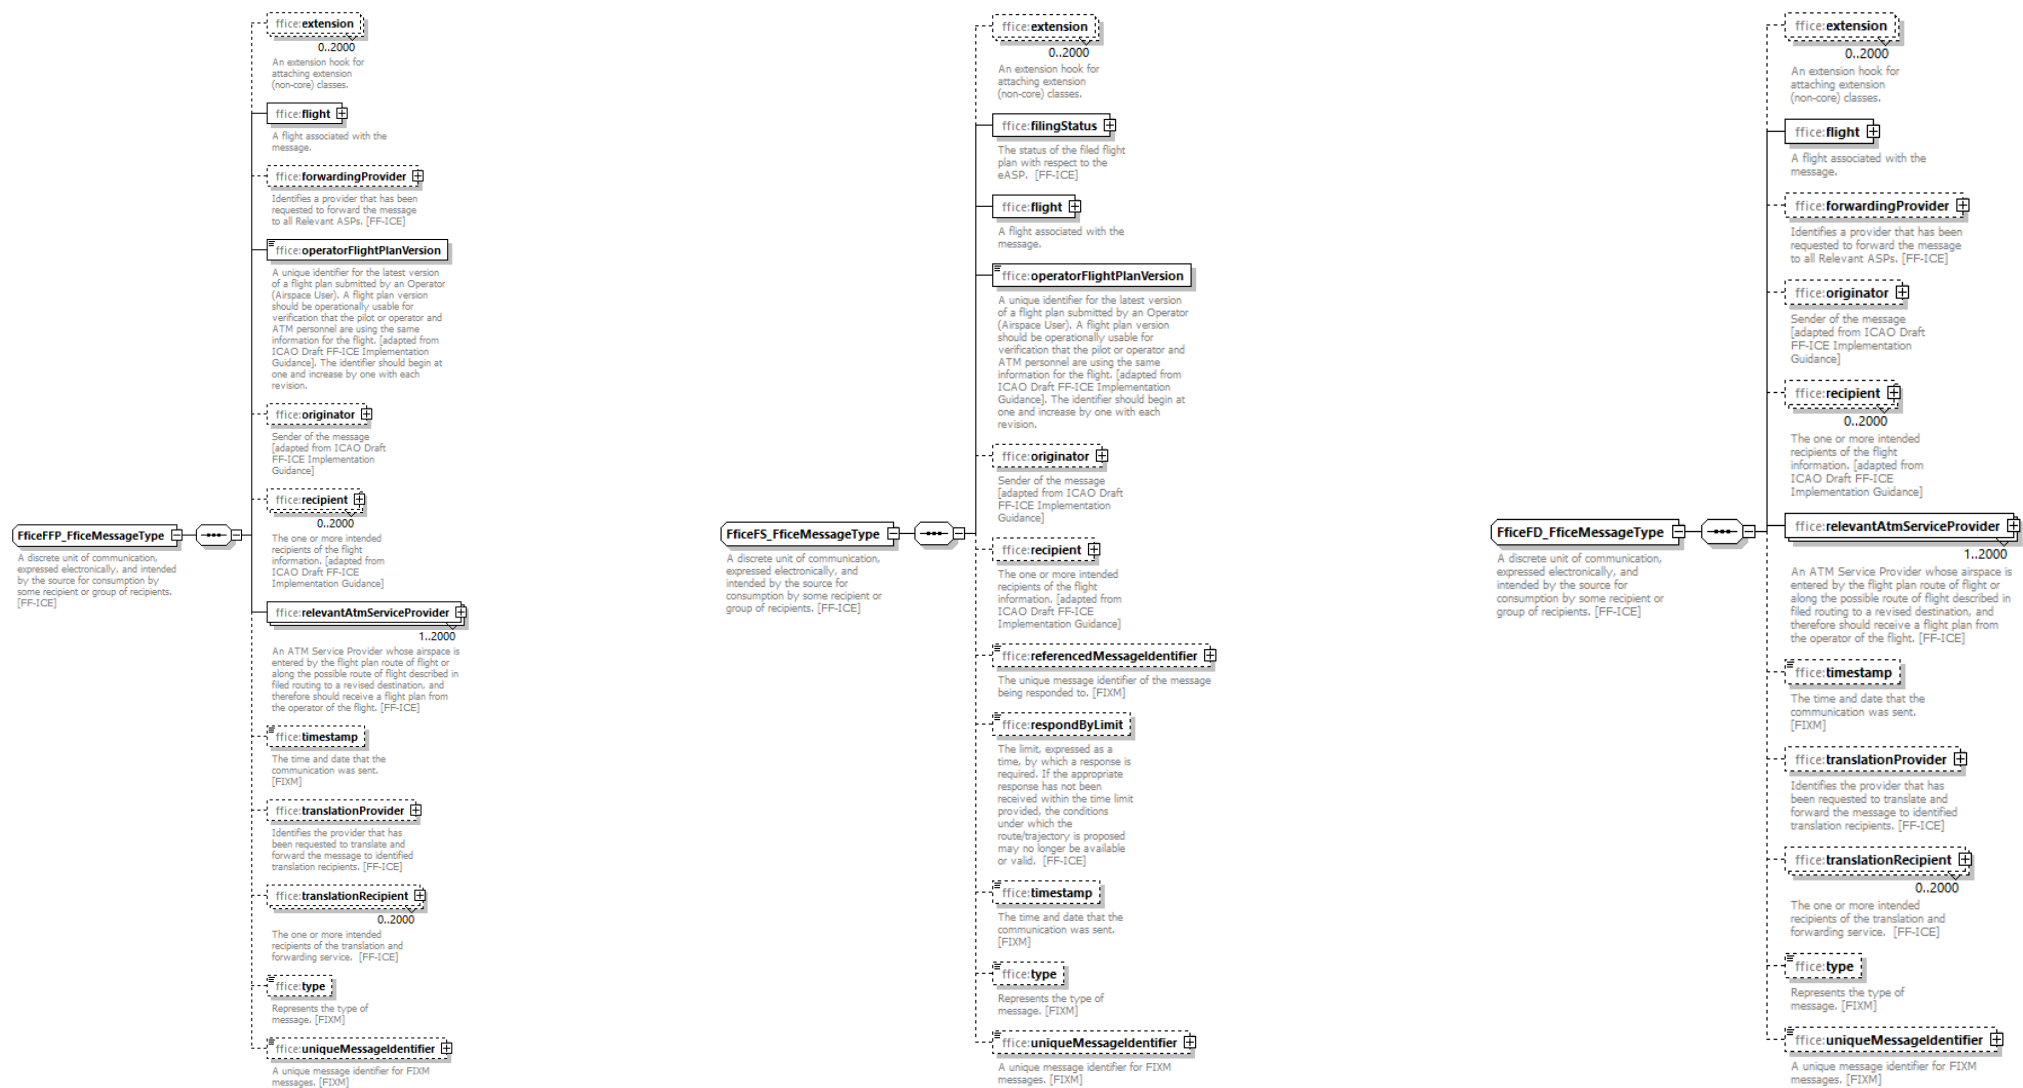 ffice:extension
0..2000
An extension hook for
attaching extension
(non-core) classes.
ffice:flight
A flight associated with the
message.
ffice:forwardingProvider
Identifies a provider that has been
requested to forward the message
to all Relevant ASPs. [FF-ICE]
ffice:operatorFlightPlanVersion
A unique identifier for the latest version
of a flight plan submitted by an Operator
(Airspace User). A flight plan version
should be operationally usable for
verification that the pilot or operator and
ATM personnel are using the same
information for the flight. [adapted from
ICAO Draft FF-ICE Implementation
Guidance]. The identifier should begin at
one and increase by one with each
revision.
ffice:originator
Sender of the message
[adapted from ICAO Draft
FF-ICE Implementation
Guidance]
ffice:recipient
0..2000
The one or more intended
recipients of the flight
information. [adapted from
ICAO Draft FF-ICE
Implementation Guidance]
FficeFFP_FficeMessageType
A discrete unit of communication,
expressed electronically, and intended
by the source for consumption by
some recipient or group of recipients.
[FF-ICE]
ffice:relevantAtmServiceProvider
1..2000
An ATM Service Provider whose airspace is
entered by the flight plan route of flight or
along the possible route of flight described in
filed routing to a revised destination, and
therefore should receive a flight plan from
the operator of the flight. [FF-ICE]
ffice:timestamp
The time and date that the
communication was sent.
[FIXM]
ffice:translationProvider
Identifies the provider that has
been requested to translate and
forward the message to identified
translation recipients. [FF-ICE]
ffice:translationRecipient
0..2000
The one or more intended
recipients of the translation and
forwarding service. [FF-ICE]
ffice:type
Represents the type of
message. [FIXM]
ffice:uniqueMessageIdentifier
A unique message identifier for FIXM
messages. [FIXM]
ffice:extension
0..2000
An extension hook for
attaching extension
(non-core) classes.
ffice:filingStatus
The status of the filed flight
plan with respect to the
eASP. [FF-ICE]
ffice:flight
A flight associated with the
message.
ffice:operatorFlightPlanVersion
A unique identifier for the latest version
of a flight plan submitted by an Operator
(Airspace User). A flight plan version
should be operationally usable for
verification that the pilot or operator and
ATM personnel are using the same
information for the flight. [adapted from
ICAO Draft FF-ICE Implementation
Guidance]. The identifier should begin at
one and increase by one with each
revision.
ffice:originator
Sender of the message
[adapted from ICAO Draft
FF-ICE Implementation
Guidance]
FficeFS_FficeMessageType
A discrete unit of communication,
expressed electronically, and
intended by the source for
consumption by some recipient or
group of recipients. [FF-ICE]
ffice:recipient
The one or more intended
recipients of the flight
information. [adapted from
ICAO Draft FF-ICE
Implementation Guidance]
ffice:referencedMessageIdentifier
The unique message identifier of the message
being responded to. [FIXM]
ffice:respondByLimit
The limit, expressed as a
time, by which a response is
required. If the appropriate
response has not been
received within the time limit
provided, the conditions
under which the
route/trajectory is proposed
may no longer be available
or valid. [FF-ICE]
ffice:timestamp
The time and date that the
communication was sent.
[FIXM]
ffice:type
Represents the type of
message. [FIXM]
ffice:uniqueMessageIdentifier
A unique message identifier for FIXM
messages. [FIXM]
ffice:extension
0..2000
An extension hook for
attaching extension
(non-core) classes.
ffice:flight
A flight associated with the
message.
ffice:forwardingProvider
Identifies a provider that has been
requested to forward the message
to all Relevant ASPs. [FF-ICE]
ffice:originator
Sender of the message
[adapted from ICAO Draft
FF-ICE Implementation
Guidance]
ffice:recipient
0..2000
The one or more intended
recipients of the flight
information. [adapted from
ICAO Draft FF-ICE
Implementation Guidance]
FficeFD_FficeMessageType
A discrete unit of communication,
expressed electronically, and
intended by the source for
consumption by some recipient or
group of recipients. [FF-ICE]
ffice:relevantAtmServiceProvider
1..2000
An ATM Service Provider whose airspace is
entered by the flight plan route of flight or
along the possible route of flight described in
filed routing to a revised destination, and
therefore should receive a flight plan from
the operator of the flight. [FF-ICE]
ffice:timestamp
The time and date that the
communication was sent.
[FIXM]
ffice:translationProvider
Identifies the provider that has
been requested to translate and
forward the message to identified
translation recipients. [FF-ICE]
ffice:translationRecipient
0..2000
The one or more intended
recipients of the translation and
forwarding service. [FF-ICE]
ffice:type
Represents the type of
message. [FIXM]
ffice:uniqueMessageIdentifier
A unique message identifier for FIXM
messages. [FIXM]